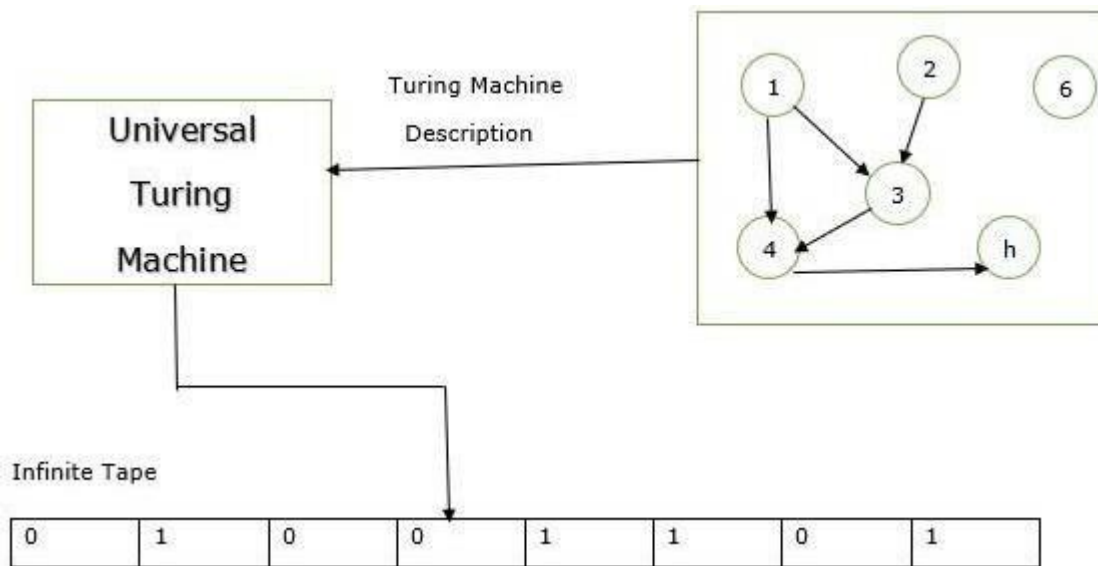 Turing Machine
Description
Universal
Turing
Machine
1
2
6
3
4
h
Infinite Tape
0 1 0 0 1 1 0 1